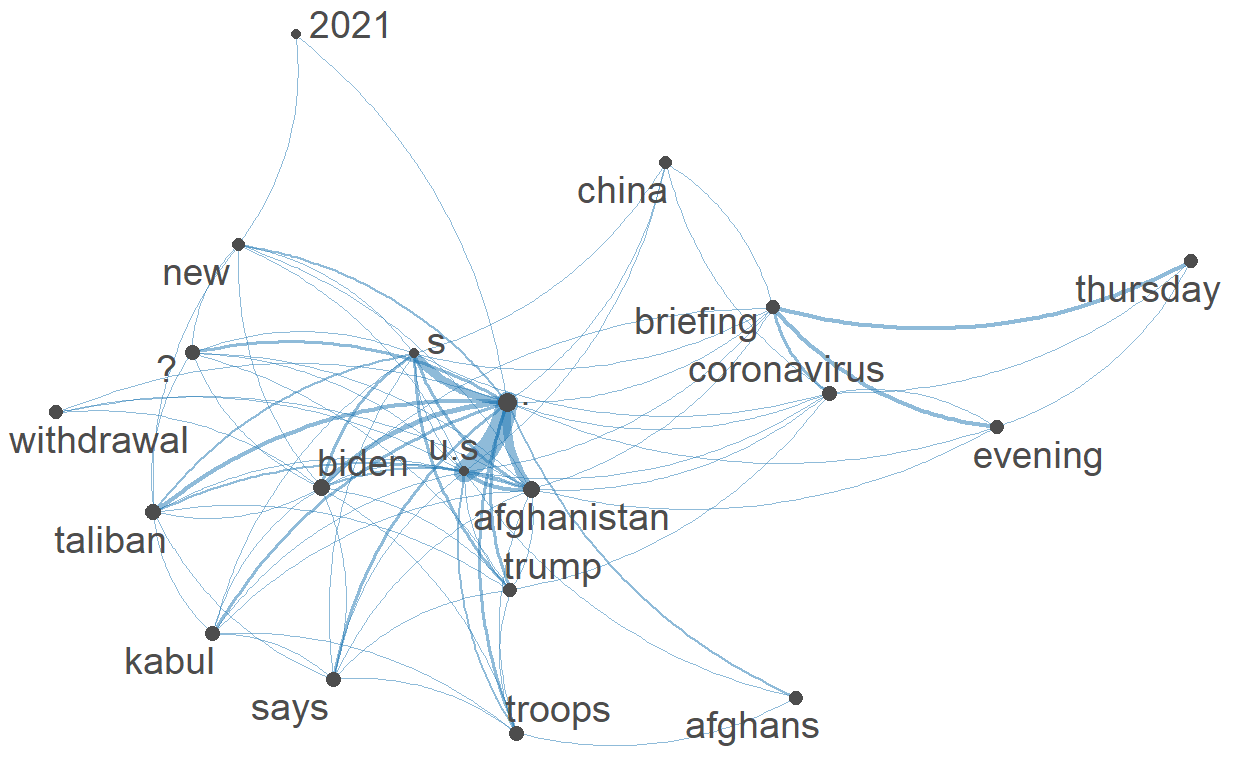 2021
china
new
thursday
briefing
s
?
coronavirus
.
withdrawal
u.s
biden
evening
afghanistan
taliban
trump
kabul
says
troops
afghans